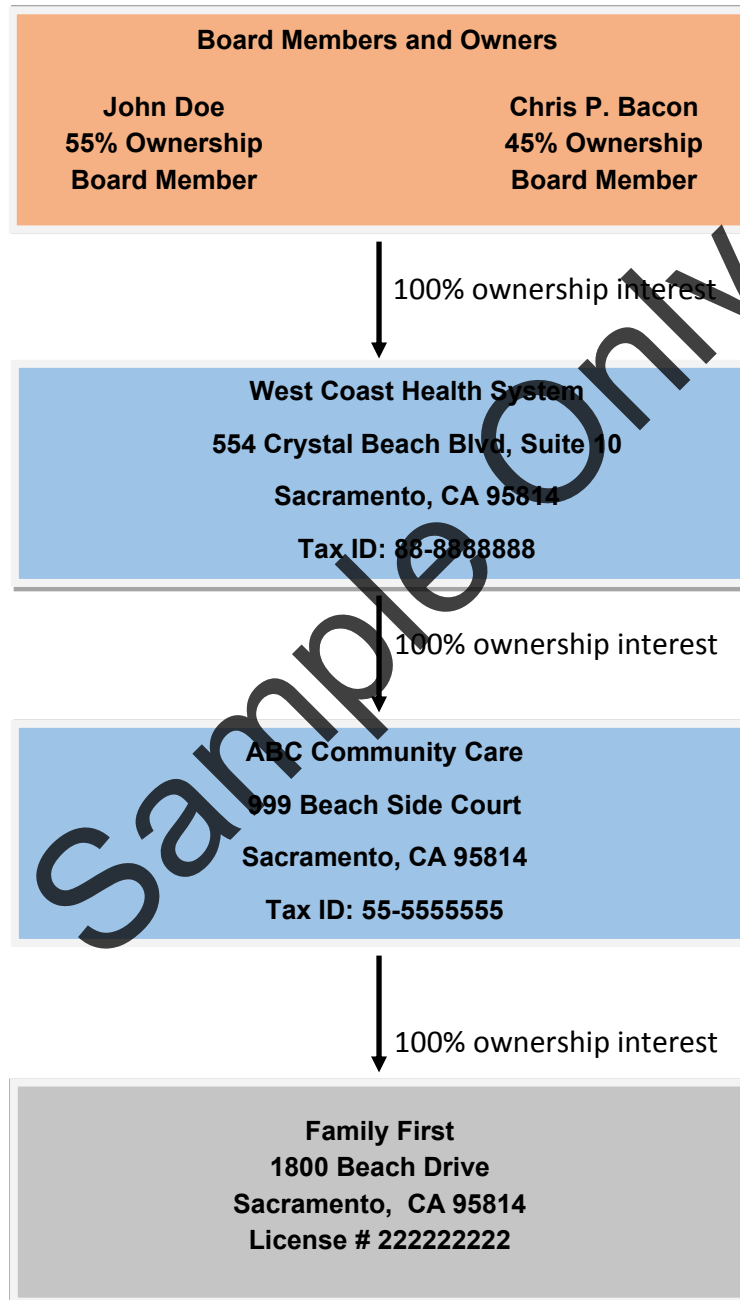 Board Members and Owners
John Doe
55% Ownership
Board Member
Chris P. Bacon
45% Ownership
Board Member
100% ownership interest
West Coast Health System
554 Crystal Beach Blvd, Suite 10
Sacramento, CA 95814
Tax ID: 88-8888888
100% ownership interest
ABC Community Care
999 Beach Side Court
Sacramento, CA 95814
Tax ID: 55-5555555
100% ownership interest
Family First
1800 Beach Drive
Sacramento, CA 95814
License # 222222222
Sample Only